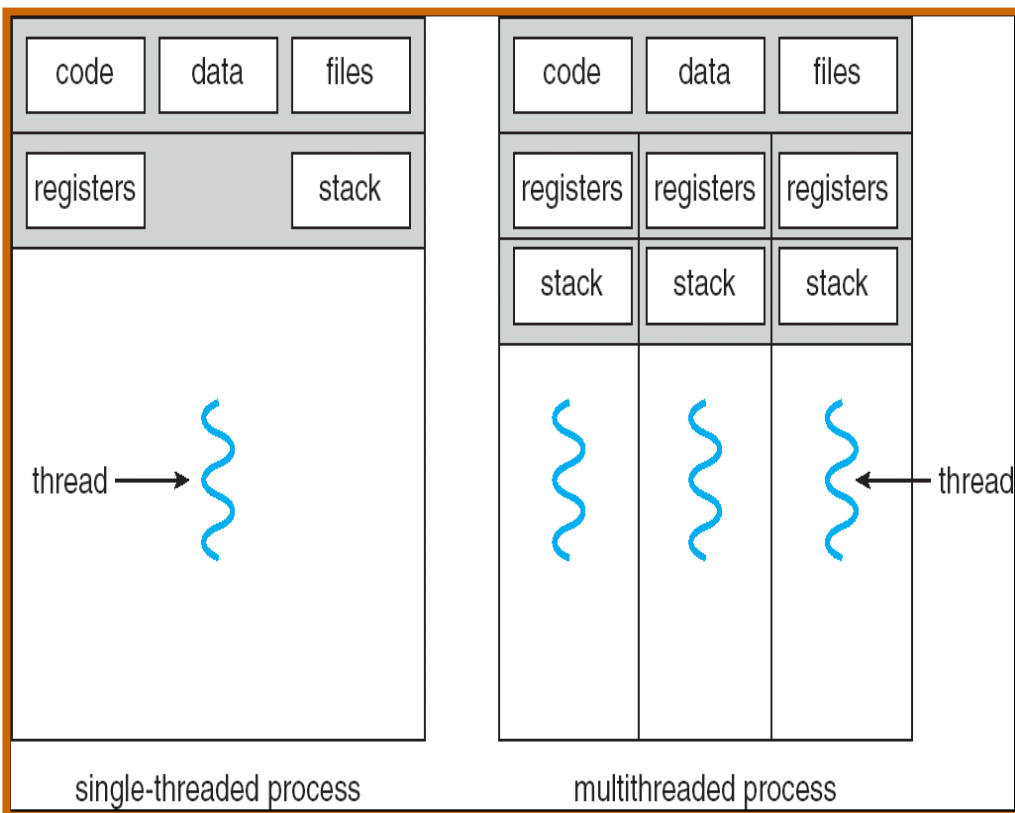 code data files
registers stack
thread
single-threaded process
code data files
registers registers registers
stack stack stack
thread
multithreaded process